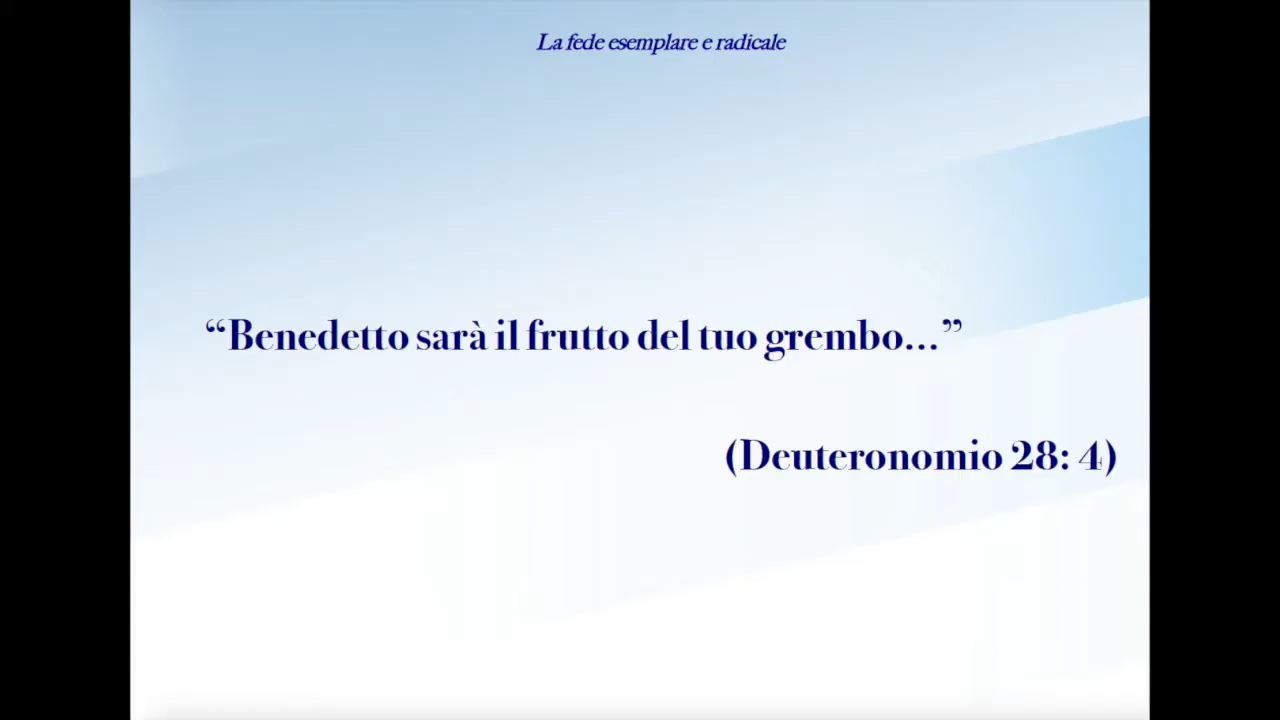 La fede esemplare e radicale
“Benedetto sarà il frutto del tuo grembo...”
(Deuteronomio 28: 4)